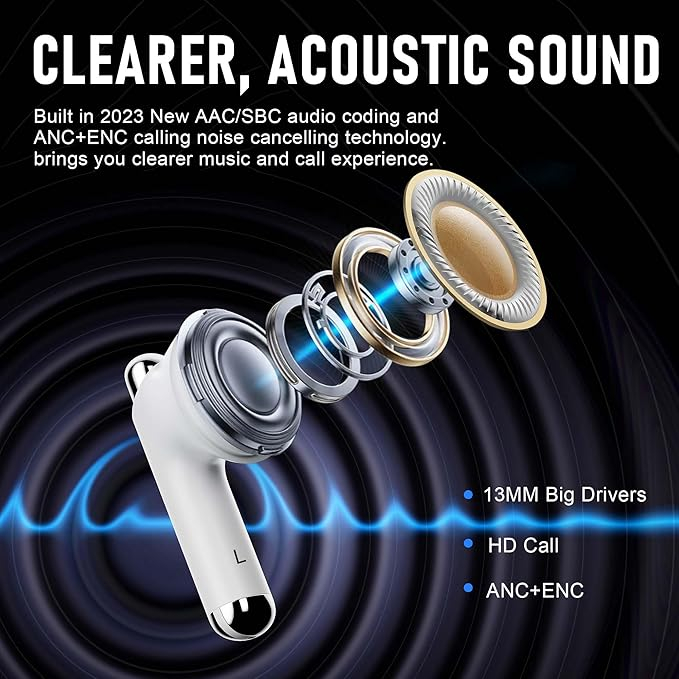 CLEARER, ACOUSTIC SOUND
Built in 2023 New AAC/SBC audio coding and
ANC+ENC calling noise cancelling technology.
brings you clearer music and call experience.
13MM Big Drivers
HD Call
ANC+ENC
L